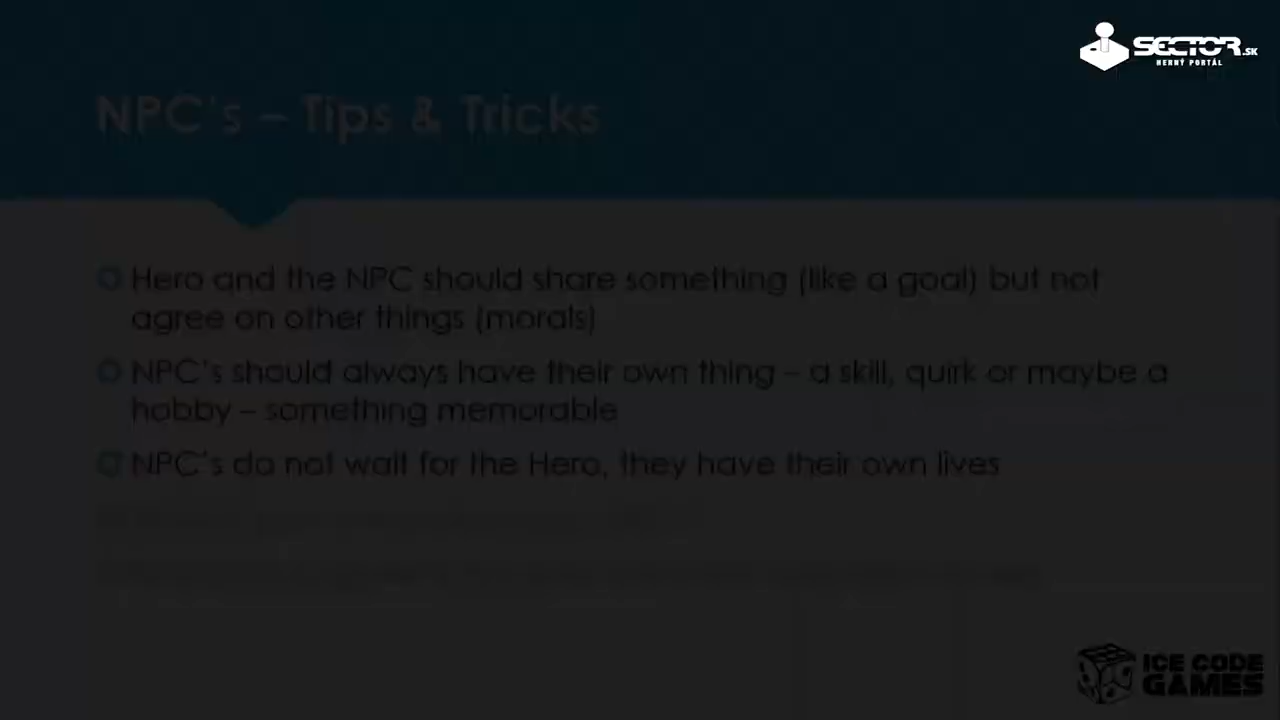 SECTOR.SK
HERNÝ PORTÁL
NPC's – Tips & Tricks
Hero and the NPC should share something (like a goal) but not
agree on other things (morals)
NPC's should always have their own thing – a skill, quirk or maybe a
hobby – something memorable
NPC's do not wait for the Hero, they have their own lives
ICE CODE
GAMES